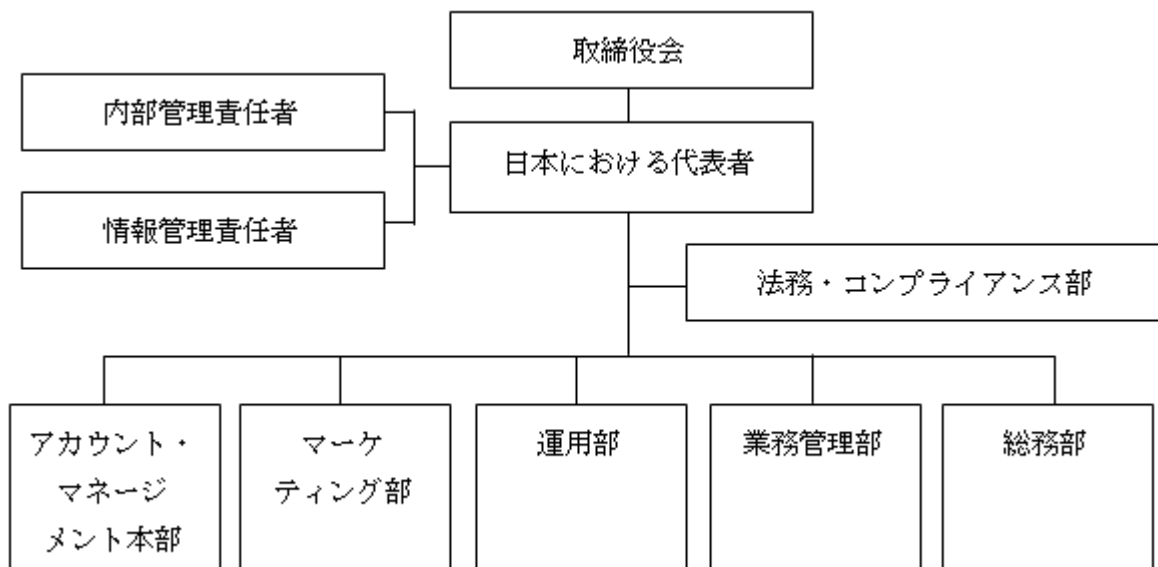 取締役会
内部管理責任者
日本における代表者
情報管理責任者
法務・コンプライアンス部
アカウント・
マネージ
メント本部
マーケ
ティング部
運用部
業務管理部
総務部